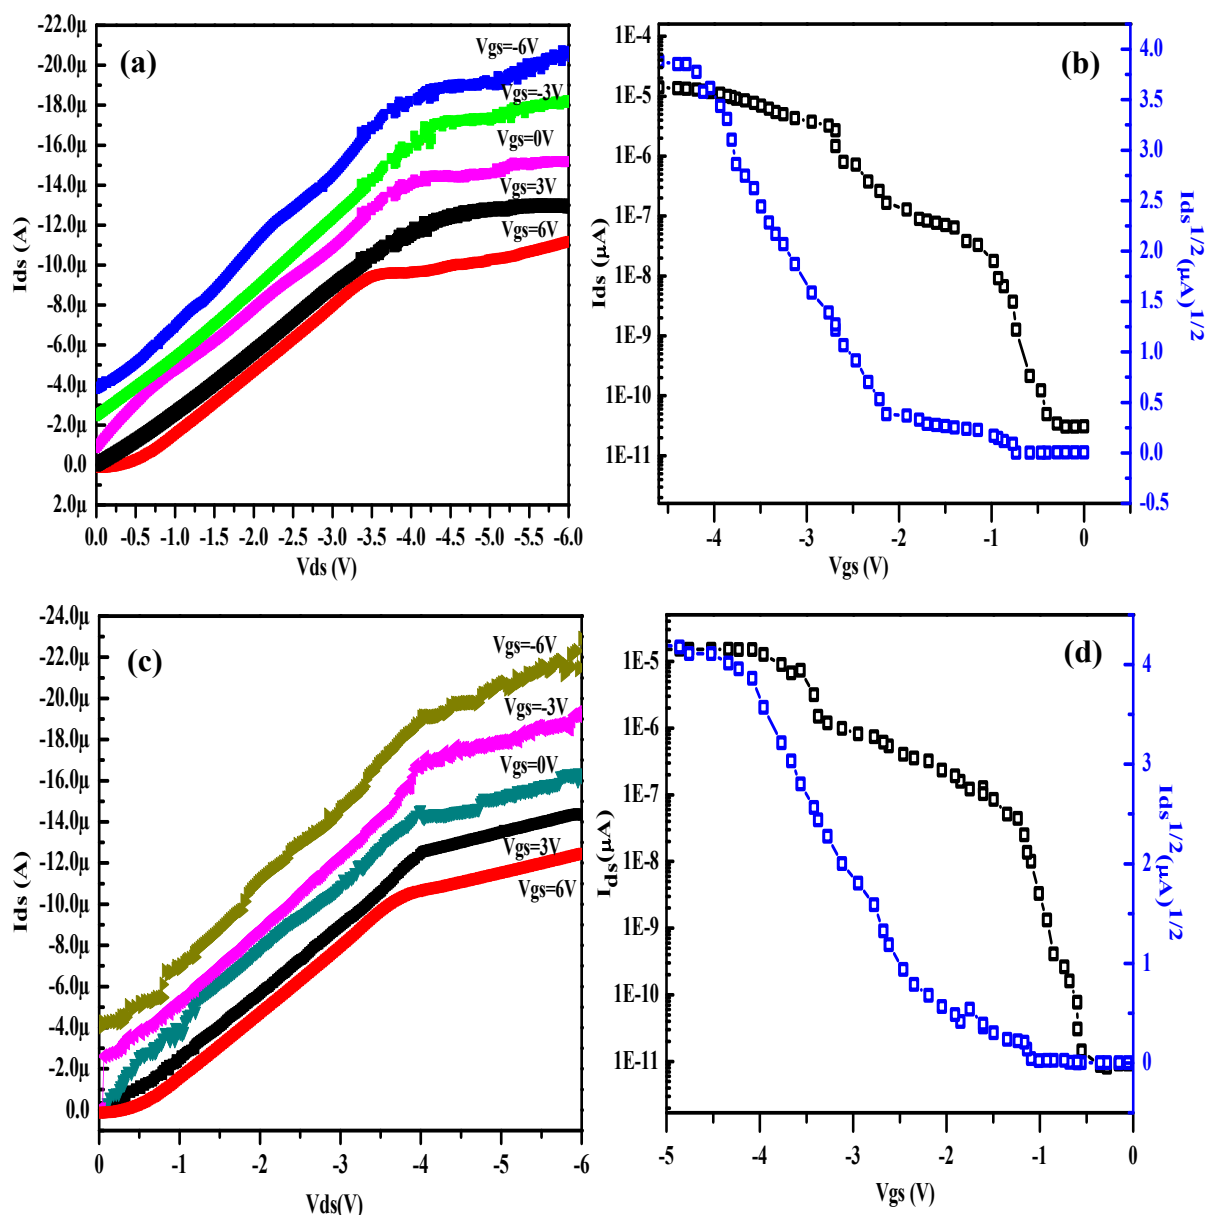 (a)
-22.0µ
-20.0µ
-18.0µ
-16.0µ
-14.0µ
-12.0µ
-10.0µ
-8.0µ
-6.0µ
-4.0µ
-2.0µ
0.0
2.0µ
Ids (A)
Vgs=-6V
Vgs=-3V
Vgs=0V
Vgs=3V
Vgs=6V
0.0 -0.5 -1.0 -1.5 -2.0 -2.5 -3.0 -3.5 -4.0 -4.5 -5.0 -5.5 -6.0
Vds (V)
(b)
1E-4
1E-5
1E-6
1E-7
1E-8
1E-9
1E-10
1E-11
Ids (µA)
4.0
3.5
3.0
2.5
2.0
1.5
1.0
0.5
0.0
-0.5
Ids^1/2(µA)^1/2
-4 -3 -2 -1 0
Vgs (V)
(c)
-24.0µ
-22.0µ
-20.0µ
-18.0µ
-16.0µ
-14.0µ
-12.0µ
-10.0µ
-8.0µ
-6.0µ
-4.0µ
-2.0µ
0.0
Ids (A)
Vgs=-6V
Vgs=-3V
Vgs=0V
Vgs=3V
Vgs=6V
0 -1 -2 -3 -4 -5 -6
Vds(V)
(d)
1E-5
1E-6
1E-7
1E-8
1E-9
1E-10
1E-11
Ids(µA)
4
3
2
1
0
Ids^1/2(µA)^1/2
-5 -4 -3 -2 -1 0
Vgs (V)